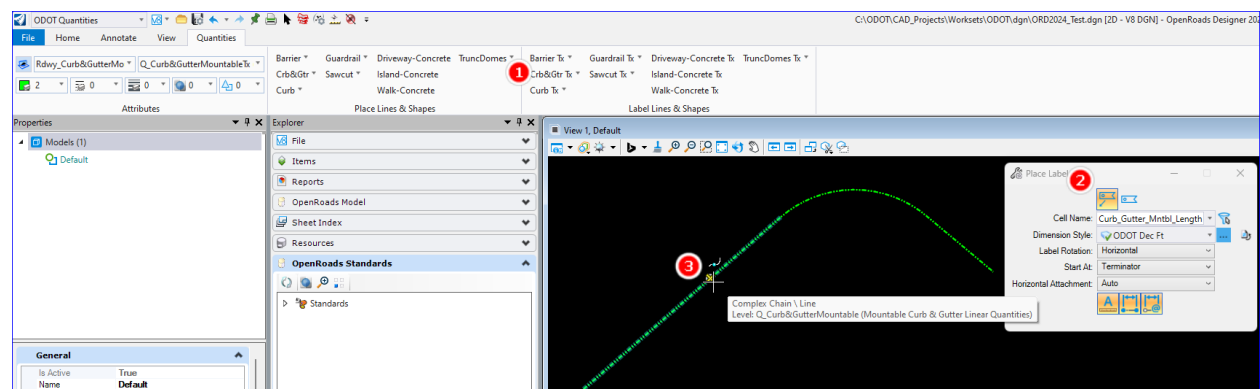 ODOT Quantities
C:\ODOT\CAD_Projects\Worksets\ODOT\dgn\ORD2024_Test.dgn [2D - V8 DGN] - OpenRoads Designer 202
File Home Annotate View Quantities
Rdwy_Curb&GutterMo Q_Curb&GutterMountableTx
2 0 0 0 0
Attributes
Barrier Guardrail Driveway-Concrete TruncDomes
Crb&Gtr Sawcut Island-Concrete
Curb Walk-Concrete
Place Lines & Shapes
1
Barrier Tx Guardrail Tx Driveway-Concrete Tx TruncDomes Tx
Crb&Gtr Tx Sawcut Tx Island-Concrete Tx
Curb Tx Walk-Concrete Tx
Label Lines & Shapes
Properties
Models (1)
Default
General
Is Active True
Name Default
Explorer
File
Items
Reports
OpenRoads Model
Sheet Index
Resources
OpenRoads Standards
Standards
View 1, Default
3
Complex Chain \ Line
Level: Q_Curb&GutterMountable (Mountable Curb & Gutter Linear Quantities)
Place Label
2
Cell Name: Curb_Gutter_Mntbl_Length
Dimension Style: ODOT Dec Ft ...
Label Rotation: Horizontal
Start At: Terminator
Horizontal Attachment: Auto
A